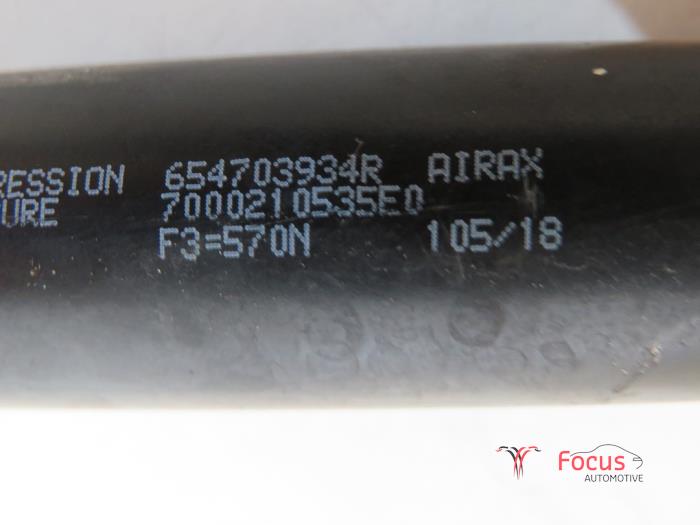 RESSION 654703934R AIRAX
URE 7000210535E0
F3=570N 105/18
Focus
AUTOMOTIVE